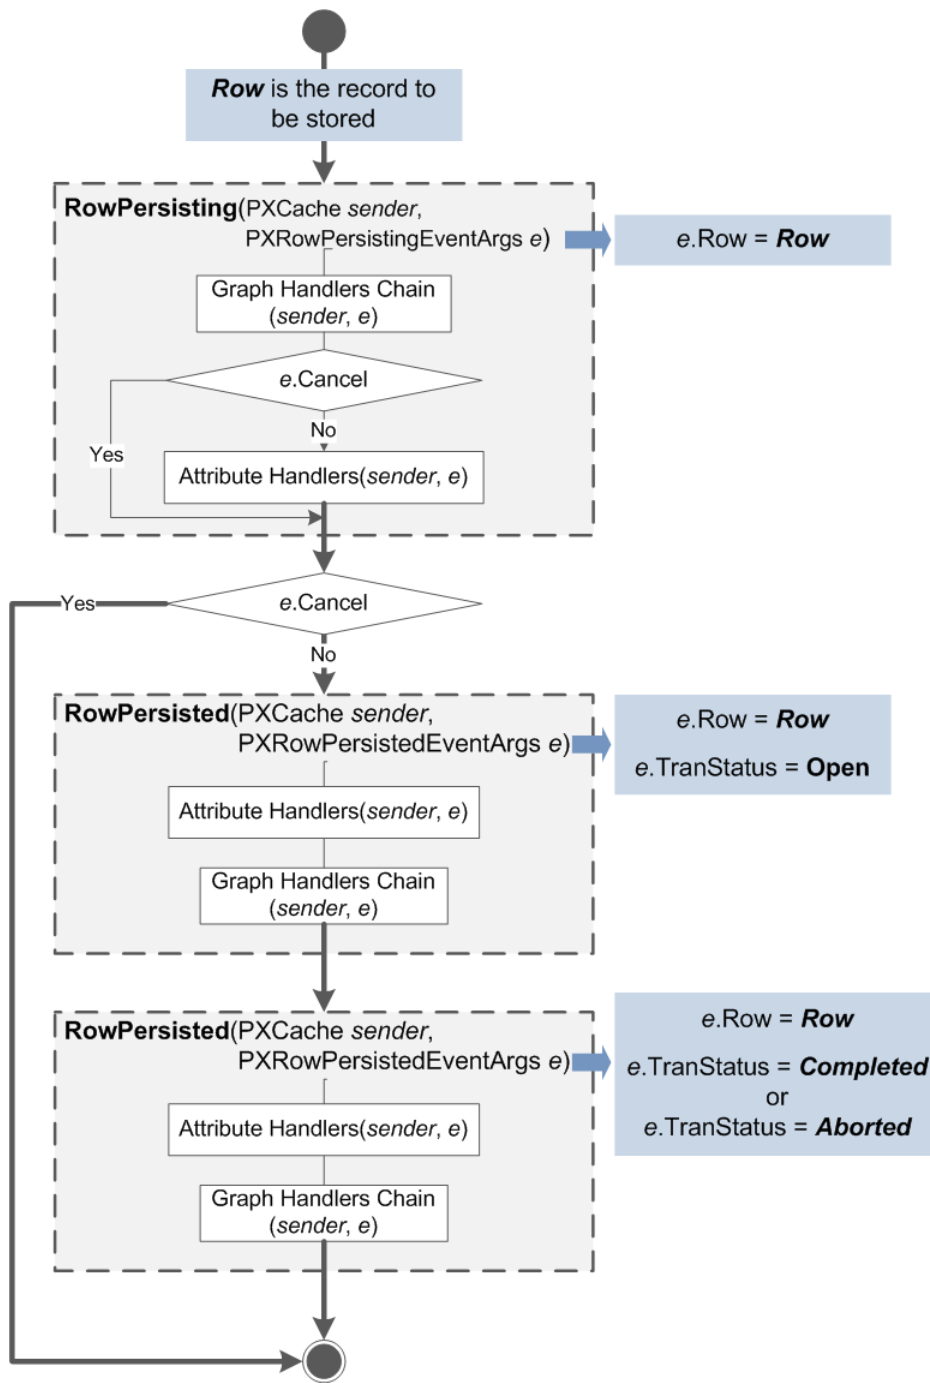 Row is the record to
be stored
RowPersisting(PXCache sender,
PXRowPersistingEventArgs e)
e.Row = Row
Graph Handlers Chain
(sender, e)
e.Cancel
No
Yes
Attribute Handlers(sender, e)
e.Cancel
Yes
No
RowPersisted(PXCache sender,
PXRowPersistedEventArgs e)
e.Row = Row
e.TranStatus = Open
Attribute Handlers(sender, e)
Graph Handlers Chain
(sender, e)
RowPersisted(PXCache sender,
PXRowPersistedEventArgs e)
e.Row = Row
e.TranStatus = Completed
or
e.TranStatus = Aborted
Attribute Handlers(sender, e)
Graph Handlers Chain
(sender, e)